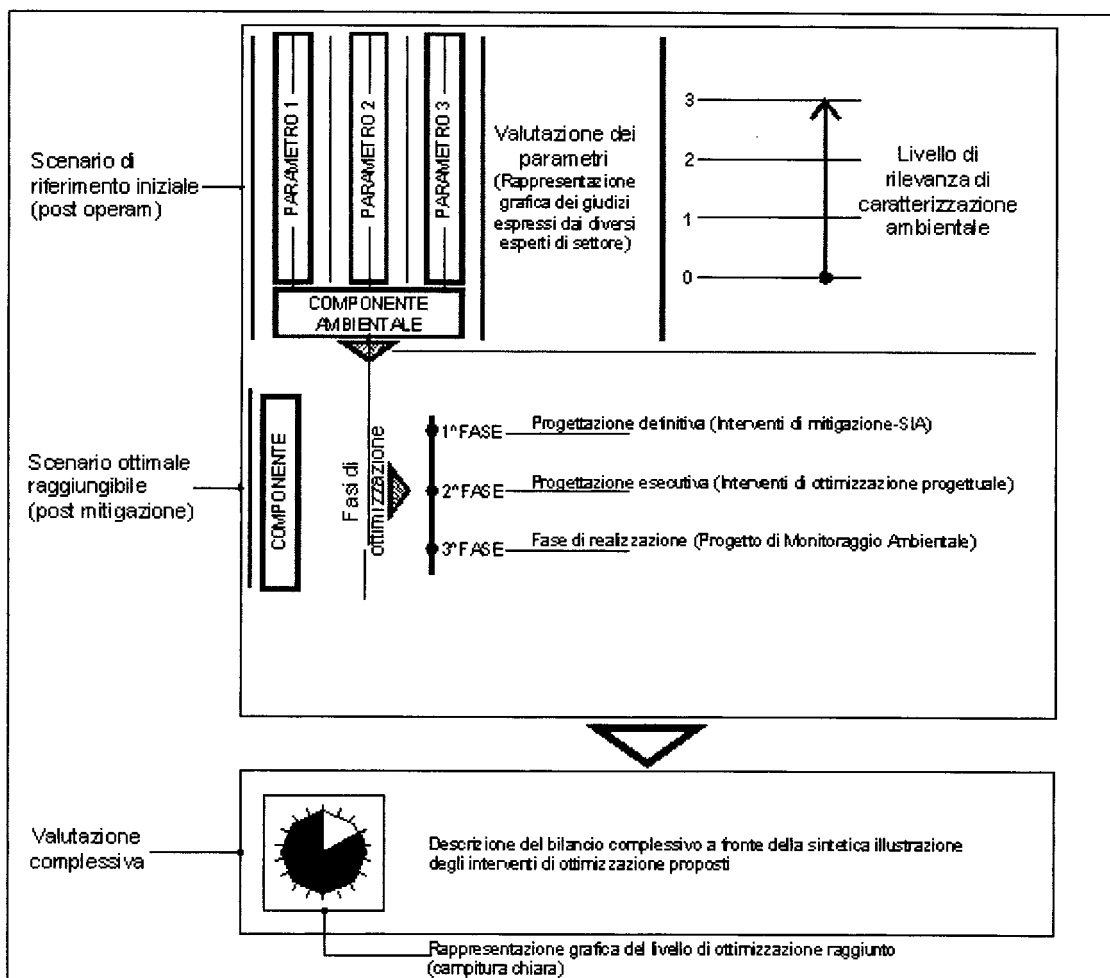 Scenario di
riferimento iniziale
(post operam)
PARAMETRO 1
PARAMETRO 2
PARAMETRO 3
COMPONENTE
AMBIENTALE
Valutazione dei
parametri
(Rappresentazione
grafica dei giudizi
espressi dai diversi
esperti di settore)
3
2
1
0
Livello di
rilevanza di
caratterizzazione
ambientale
Scenario ottimale
raggiungibile
(post mitigazione)
COMPONENTE
Fasi di
ottimizzazione
1° FASE
Progettazione definitiva (Interventi di mitigazione-SIA)
2° FASE
Progettazione esecutiva (Interventi di ottimizzazione progettuale)
3° FASE
Fase di realizzazione (Progetto di Monitoraggio Ambientale)
Valutazione
complessiva
Descrizione del bilancio complessivo a fronte della sintetica illustrazione
degli interventi di ottimizzazione proposti
Rappresentazione grafica del livello di ottimizzazione raggiunto
(campitura chiara)